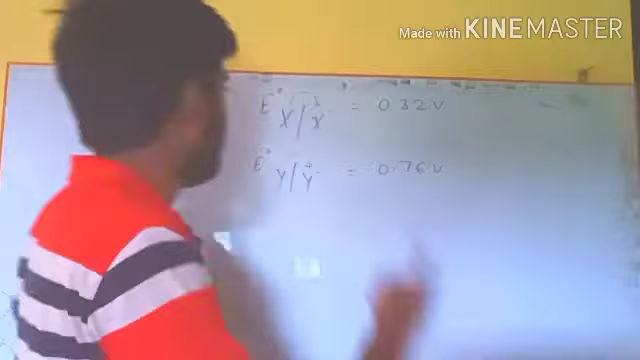 Made with KINEMASTER
E° X/X = 0.32 V
E° Y/Y = 0.76 V